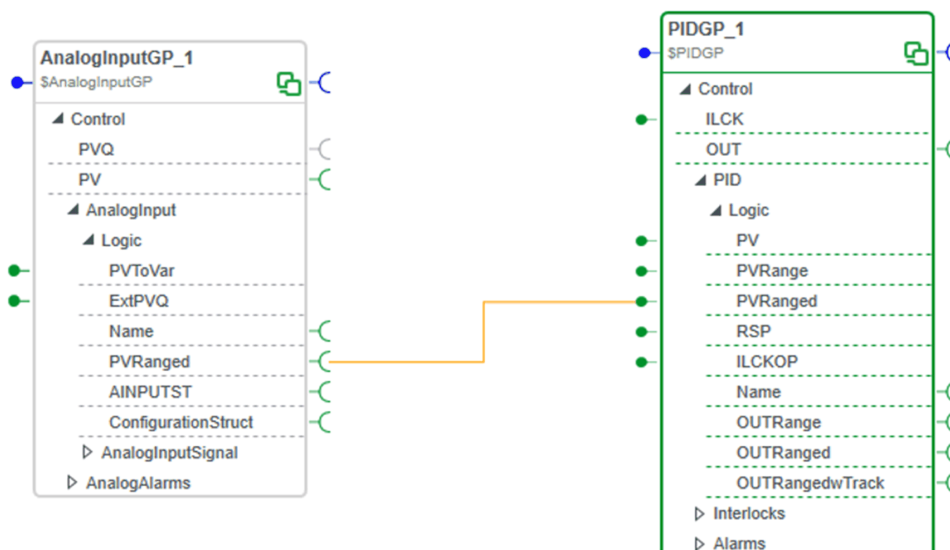 AnalogInputGP_1
$AnalogInputGP
Control
PVQ
PV
AnalogInput
Logic
PVToVar
ExtPVQ
Name
PVRanged
AINPUTST
ConfigurationStruct
AnalogInputSignal
AnalogAlarms
PIDGP_1
$PIDGP
Control
ILCK
OUT
PID
Logic
PV
PVRange
PVRanged
RSP
ILCKOP
Name
OUTRange
OUTRanged
OUTRangedwTrack
Interlocks
Alarms